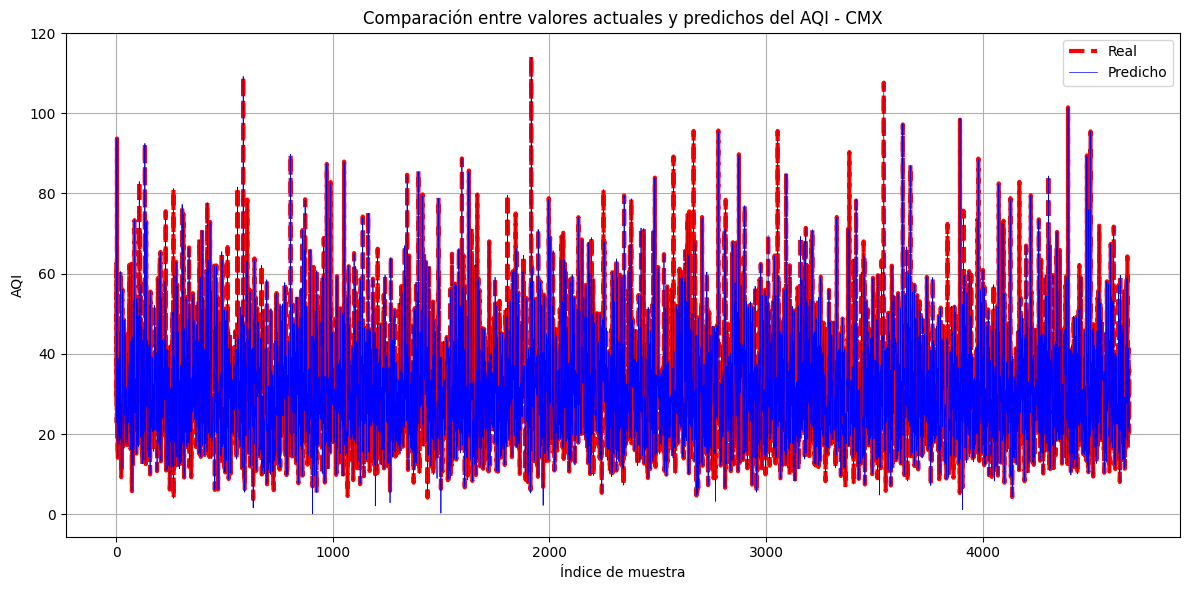 Comparación entre valores actuales y predichos del AQI - CMX
Real
Predicho
AQI
120
100
80
60
40
20
0
0 1000 2000 3000 4000
Índice de muestra